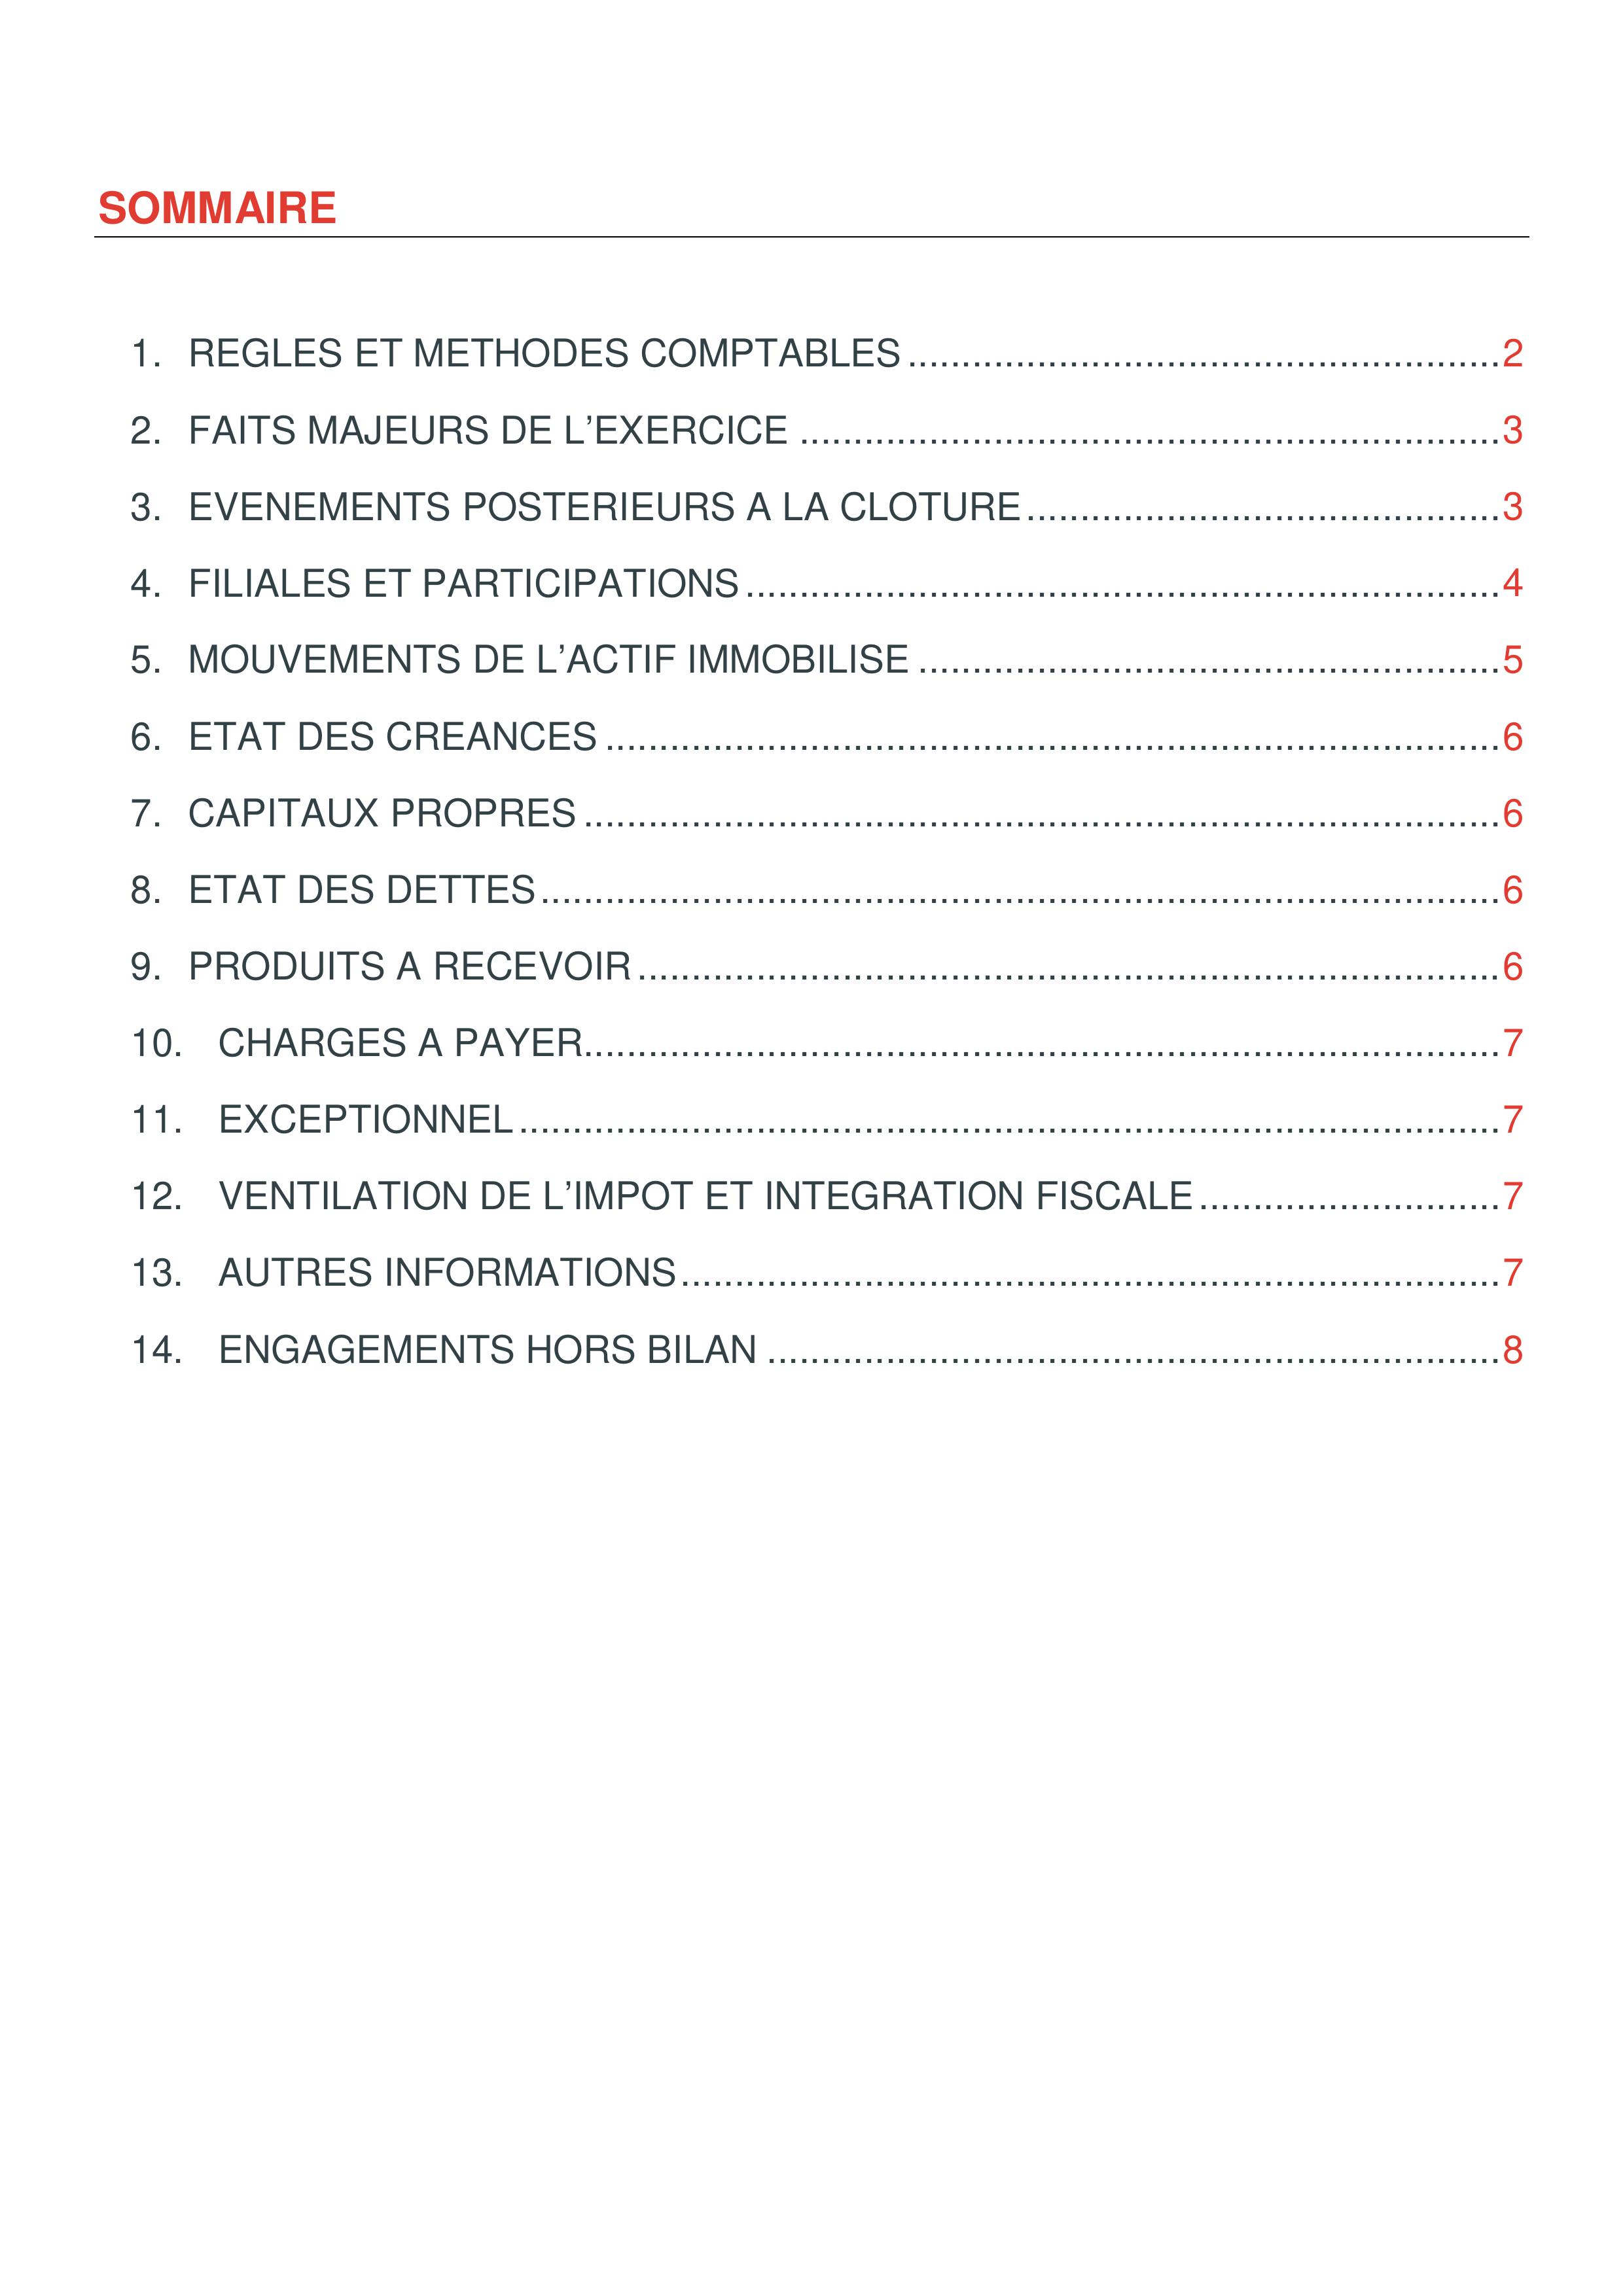 SOMMAIRE
1. REGLES ET METHODES COMPTABLES ........................................................ 2
2. FAITS MAJEURS DE L’EXERCICE .................................................................. 3
3. EVENEMENTS POSTERIEURS A LA CLOTURE ............................................. 3
4. FILIALES ET PARTICIPATIONS ....................................................................... 4
5. MOUVEMENTS DE L’ACTIF IMMOBILISE ....................................................... 5
6. ETAT DES CREANCES ..................................................................................... 6
7. CAPITAUX PROPRES ....................................................................................... 6
8. ETAT DES DETTES ........................................................................................... 6
9. PRODUITS A RECEVOIR .................................................................................. 6
10. CHARGES A PAYER....................................................................................... 7
11. EXCEPTIONNEL ............................................................................................. 7
12. VENTILATION DE L’IMPOT ET INTEGRATION FISCALE ............................ 7
13. AUTRES INFORMATIONS .............................................................................. 7
14. ENGAGEMENTS HORS BILAN ...................................................................... 8